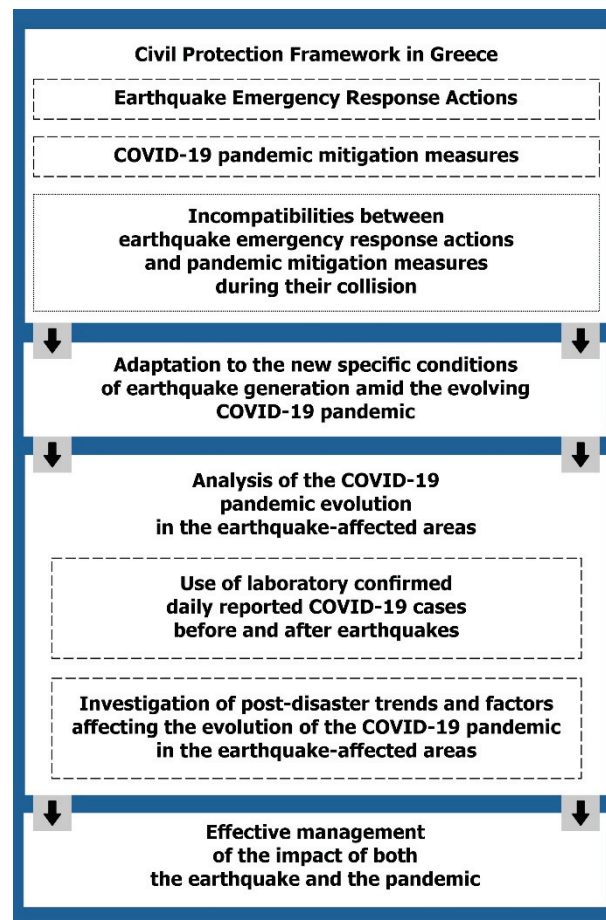 Civil Protection Framework in Greece
Earthquake Emergency Response Actions
COVID-19 pandemic mitigation measures
Incompatibilities between
earthquake emergency response actions
and pandemic mitigation measures
during their collision
Adaptation to the new specific conditions
of earthquake generation amid the evolving
COVID-19 pandemic
Analysis of the COVID-19
pandemic evolution
in the earthquake-affected areas
Use of laboratory confirmed
daily reported COVID-19 cases
before and after earthquakes
Investigation of post-disaster trends and factors
affecting the evolution of the COVID-19 pandemic
in the earthquake-affected areas
Effective management
of the impact of both
the earthquake and the pandemic